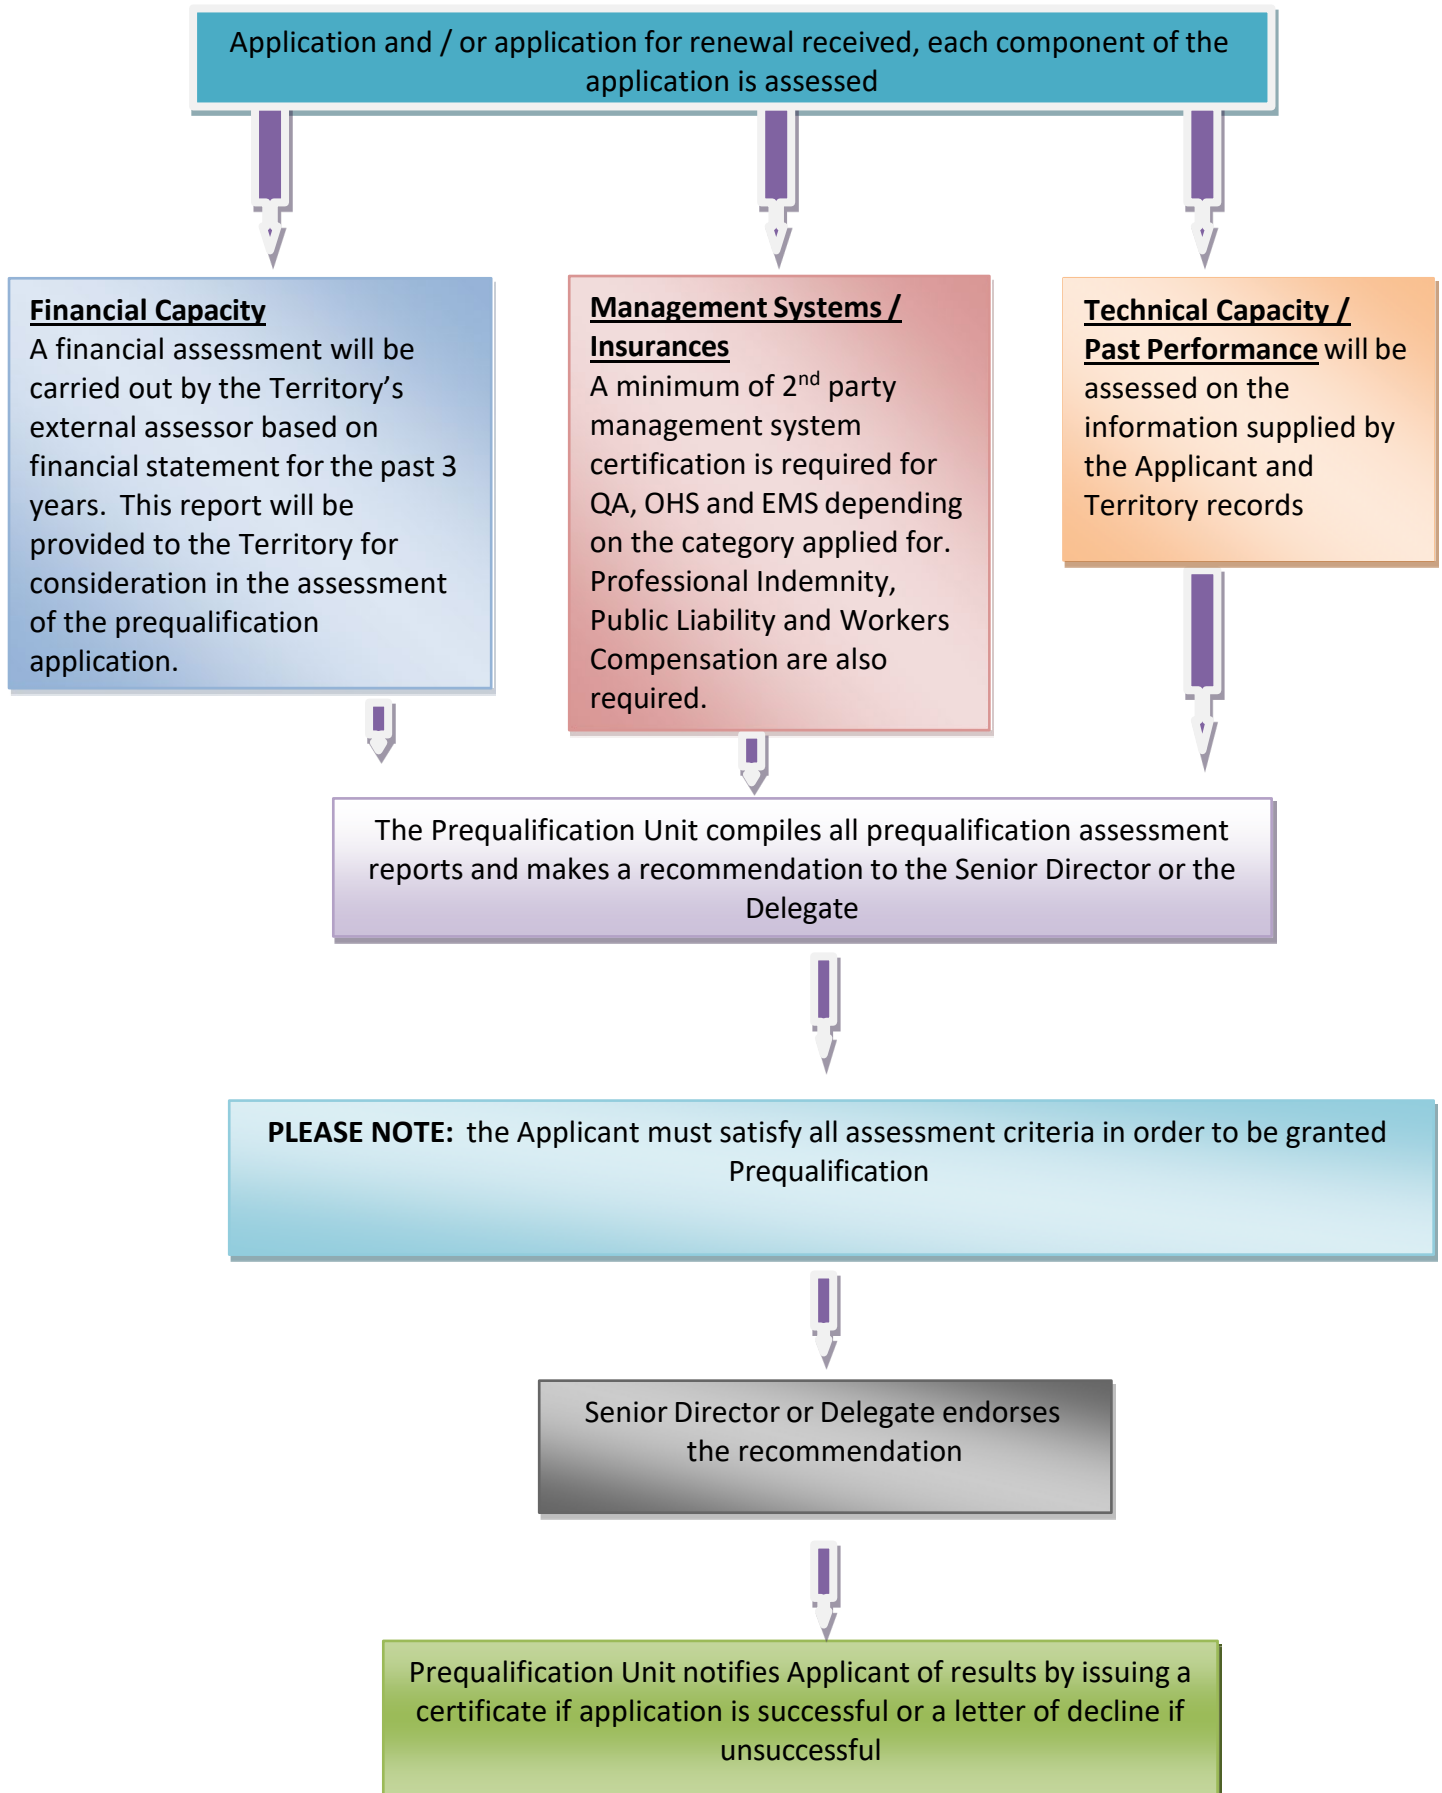 Application and / or application for renewal received, each component of the
application is assessed
Financial Capacity
A financial assessment will be
carried out by the Territory’s
external assessor based on
financial statement for the past 3
years.  This report will be
provided to the Territory for
consideration in the assessment
of the prequalification
application.
Management Systems /
Insurances
A minimum of 2nd party
management system
certification is required for
QA, OHS and EMS depending
on the category applied for.
Professional Indemnity,
Public Liability and Workers
Compensation are also
required.
Technical Capacity /
Past Performance will be
assessed on the
information supplied by
the Applicant and
Territory records
The Prequalification Unit compiles all prequalification assessment
reports and makes a recommendation to the Senior Director or the
Delegate
PLEASE NOTE:  the Applicant must satisfy all assessment criteria in order to be granted
Prequalification
Senior Director or Delegate endorses
the recommendation
Prequalification Unit notifies Applicant of results by issuing a
certificate if application is successful or a letter of decline if
unsuccessful